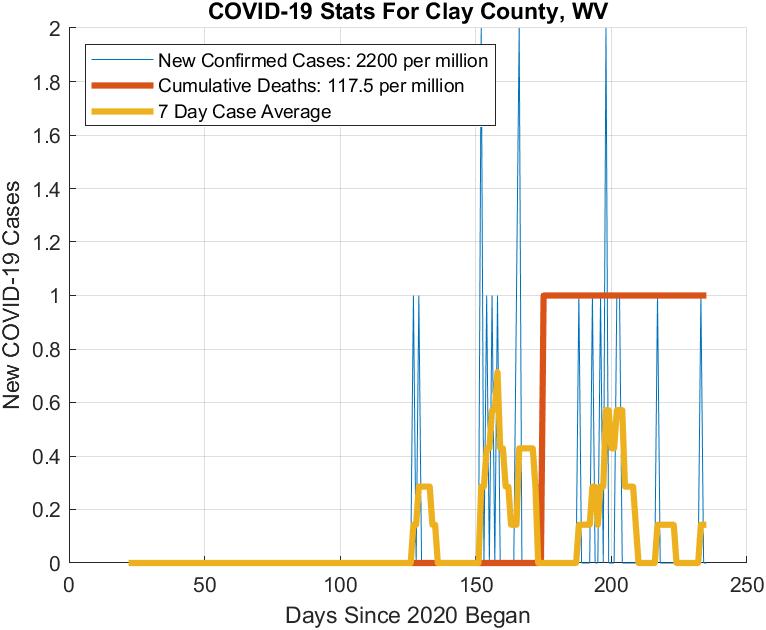 COVID-19 Stats For Clay County, WV
New Confirmed Cases: 2200 per million
Cumulative Deaths: 117.5 per million
7 Day Case Average
New COVID-19 Cases
2
1.8
1.6
1.4
1.2
1
0.8
0.6
0.4
0.2
0
0 50 100 150 200 250
Days Since 2020 Began